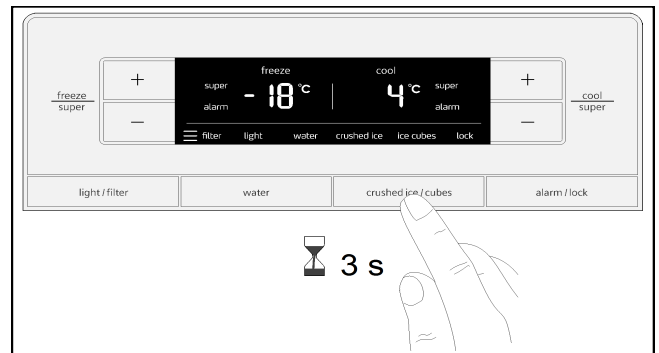 freeze
super
+
−
freeze cool
super super
- 18 °C 4 °C
alarm alarm
filter light water crushed ice ice cubes lock
+
−
cool
super
light / filter water crushed ice / cubes alarm / lock
3 s